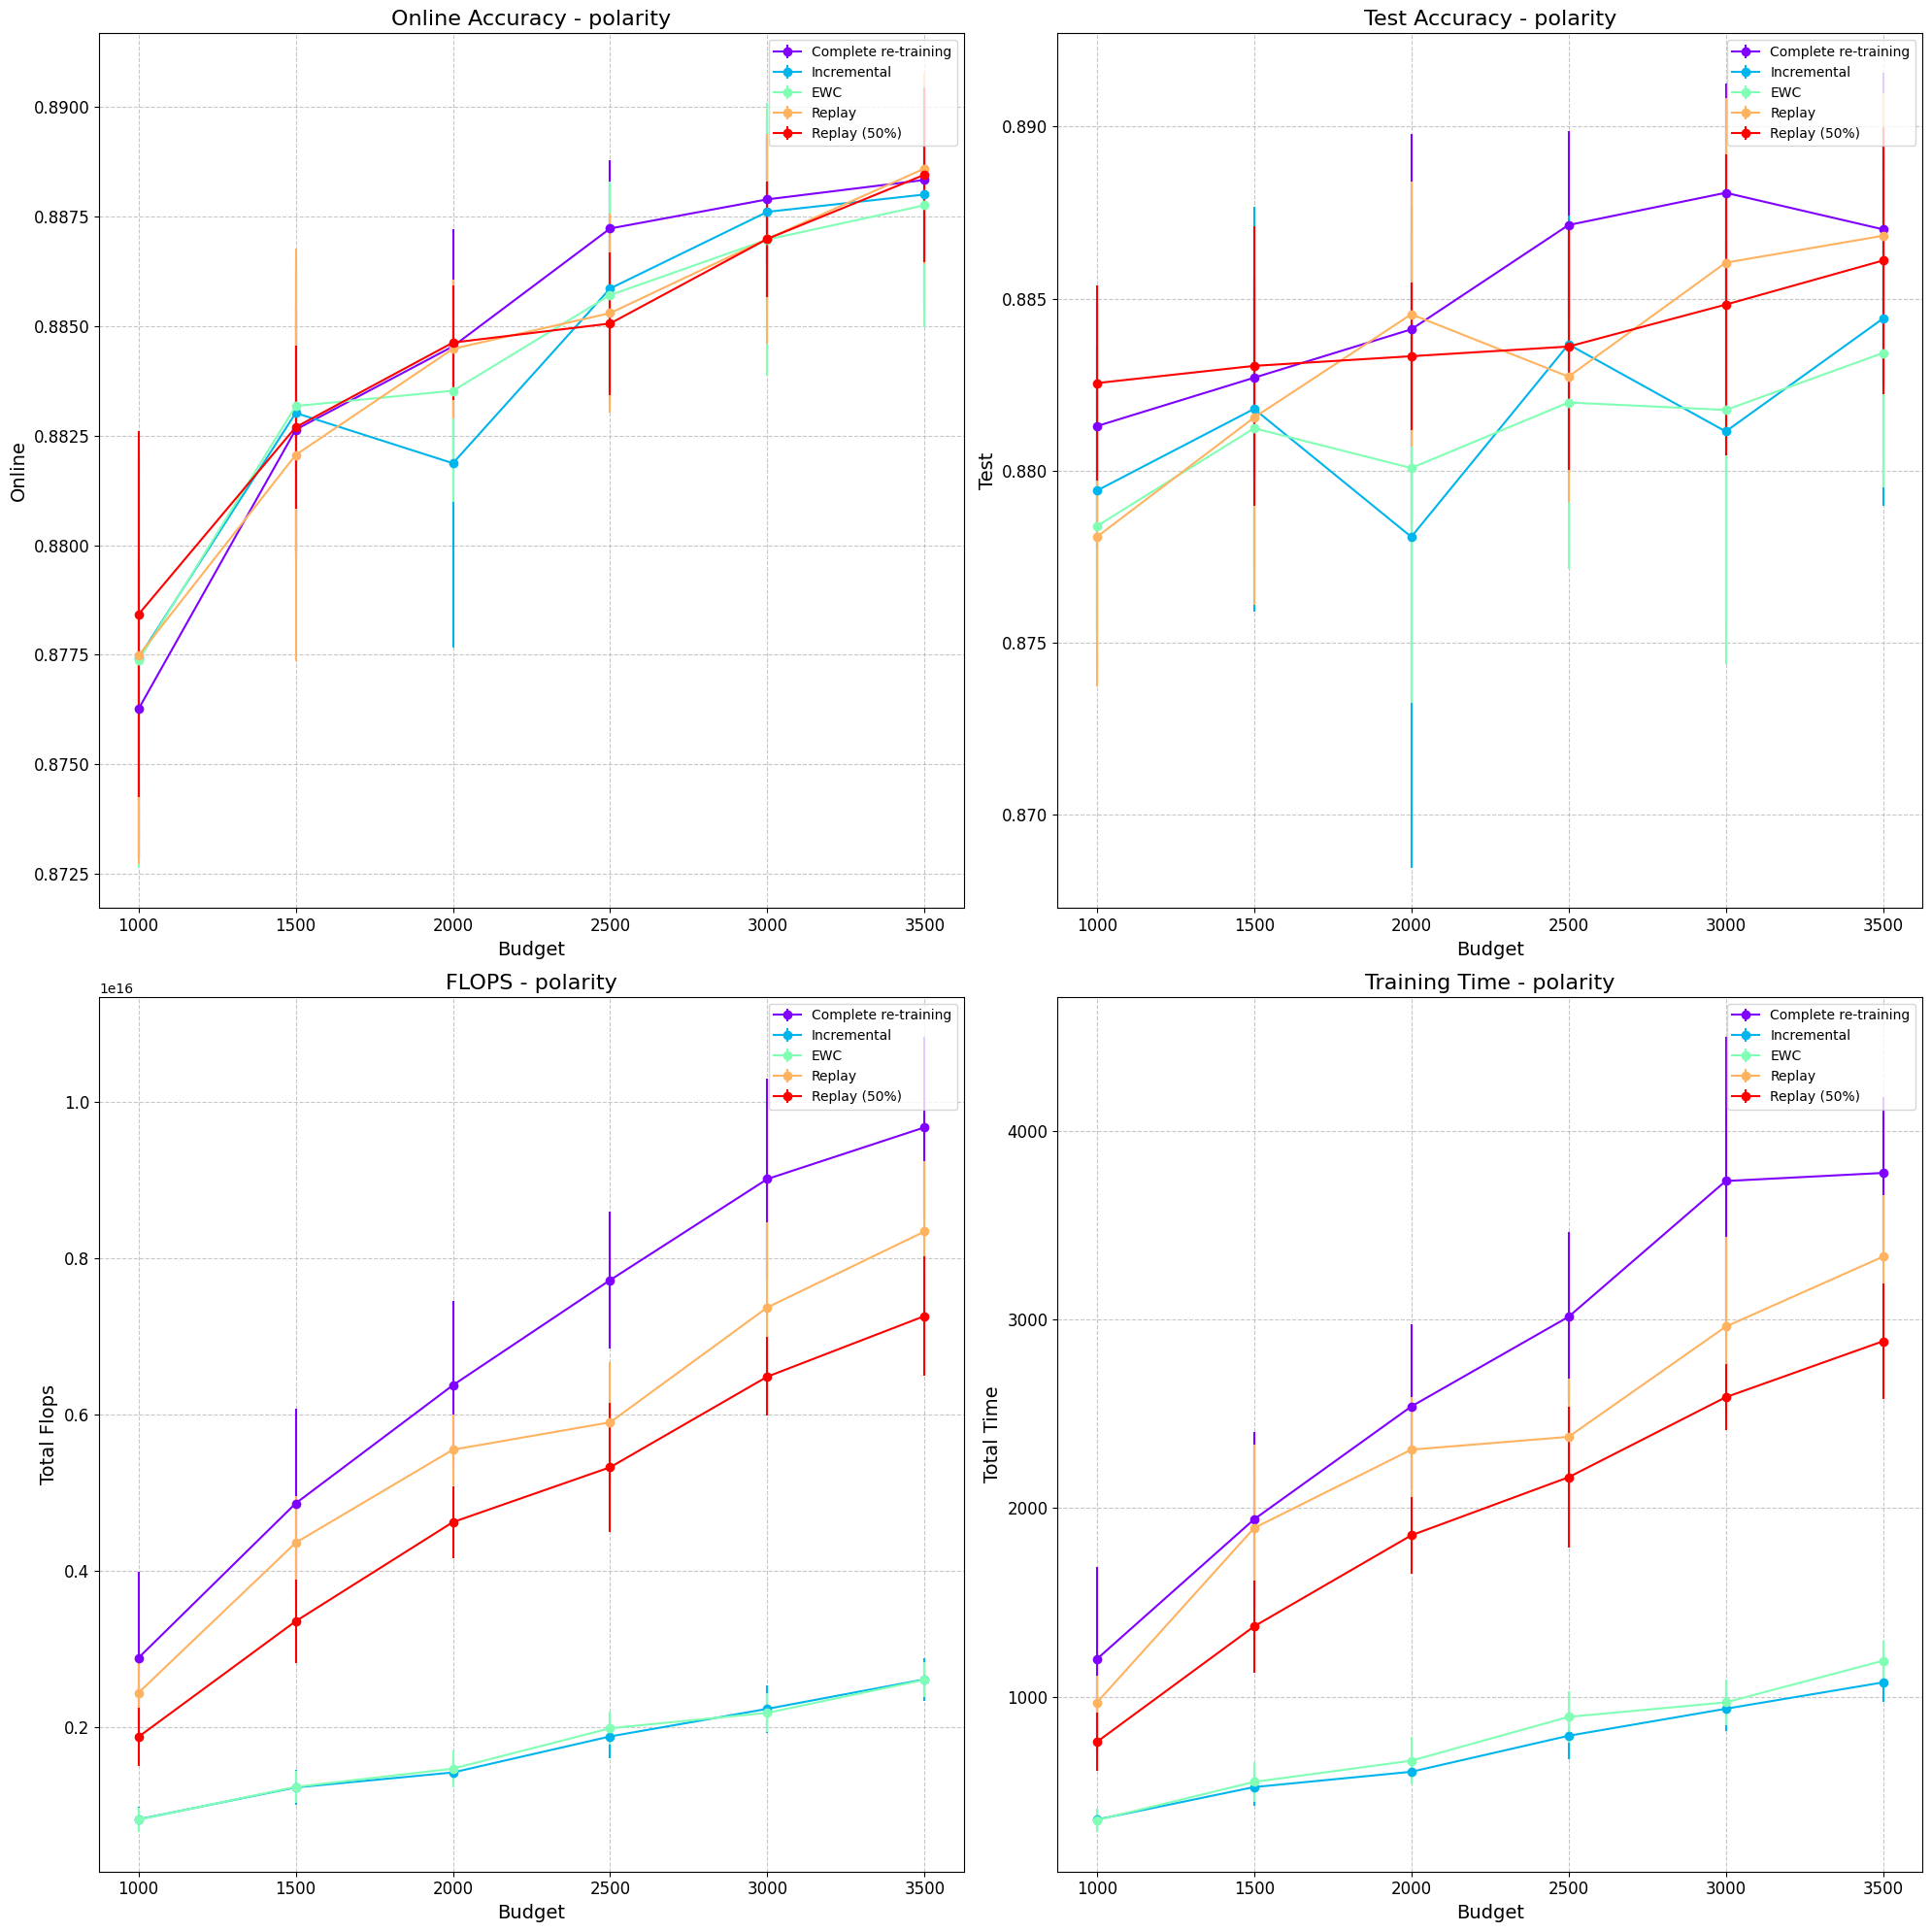 Online Accuracy - polarity
Complete re-training
Incremental
EWC
Replay
Replay (50%)
0.8900
0.8875
0.8850
0.8825
0.8800
0.8775
0.8750
0.8725
Online
1000 1500 2000 2500 3000 3500
Budget
Test Accuracy - polarity
Complete re-training
Incremental
EWC
Replay
Replay (50%)
0.890
0.885
0.880
0.875
0.870
Test
1000 1500 2000 2500 3000 3500
Budget
FLOPS - polarity
1e16
Complete re-training
Incremental
EWC
Replay
Replay (50%)
1.0
0.8
0.6
0.4
0.2
Total Flops
1000 1500 2000 2500 3000 3500
Budget
Training Time - polarity
Complete re-training
Incremental
EWC
Replay
Replay (50%)
4000
3000
2000
1000
Total Time
1000 1500 2000 2500 3000 3500
Budget